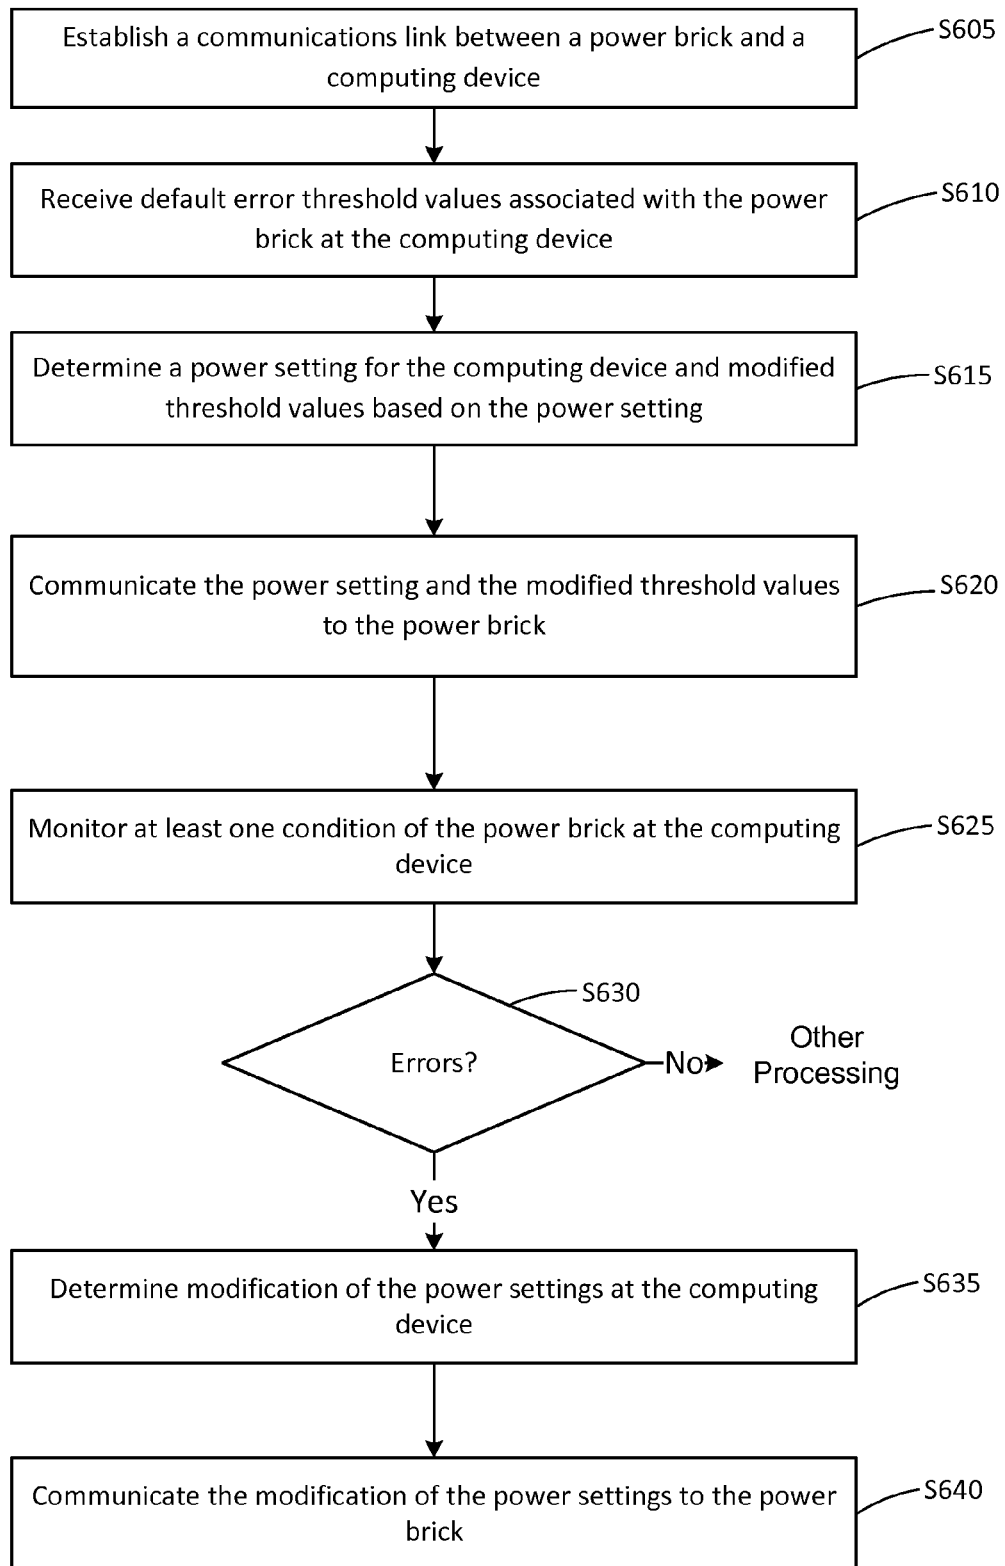 Establish a communications link between a power brick and a
computing device
S605
Receive default error threshold values associated with the power
brick at the computing device
S610
Determine a power setting for the computing device and modified
threshold values based on the power setting
S615
Communicate the power setting and the modified threshold values
to the power brick
S620
Monitor at least one condition of the power brick at the computing
device
S625
S630
Errors?
No
Other
Processing
Yes
Determine modification of the power settings at the computing
device
S635
Communicate the modification of the power settings to the power
brick
S640